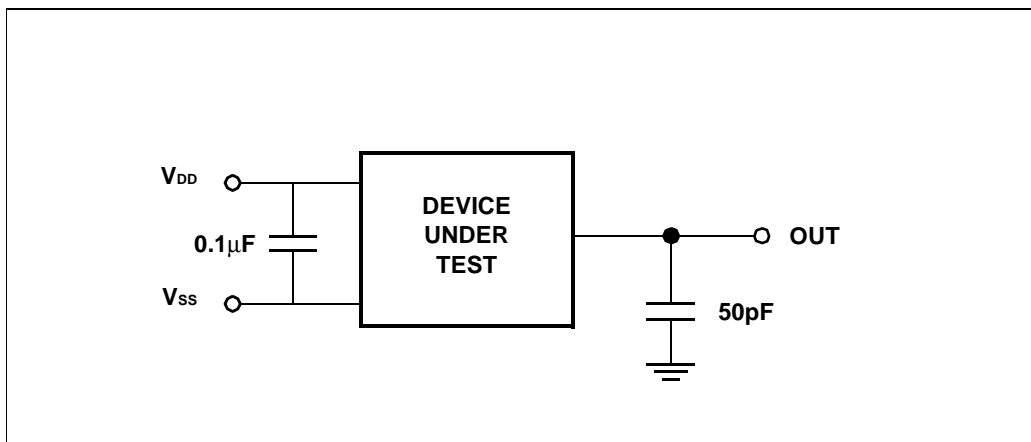 VDD
0.1μF
VSS
DEVICE
UNDER
TEST
OUT
50pF